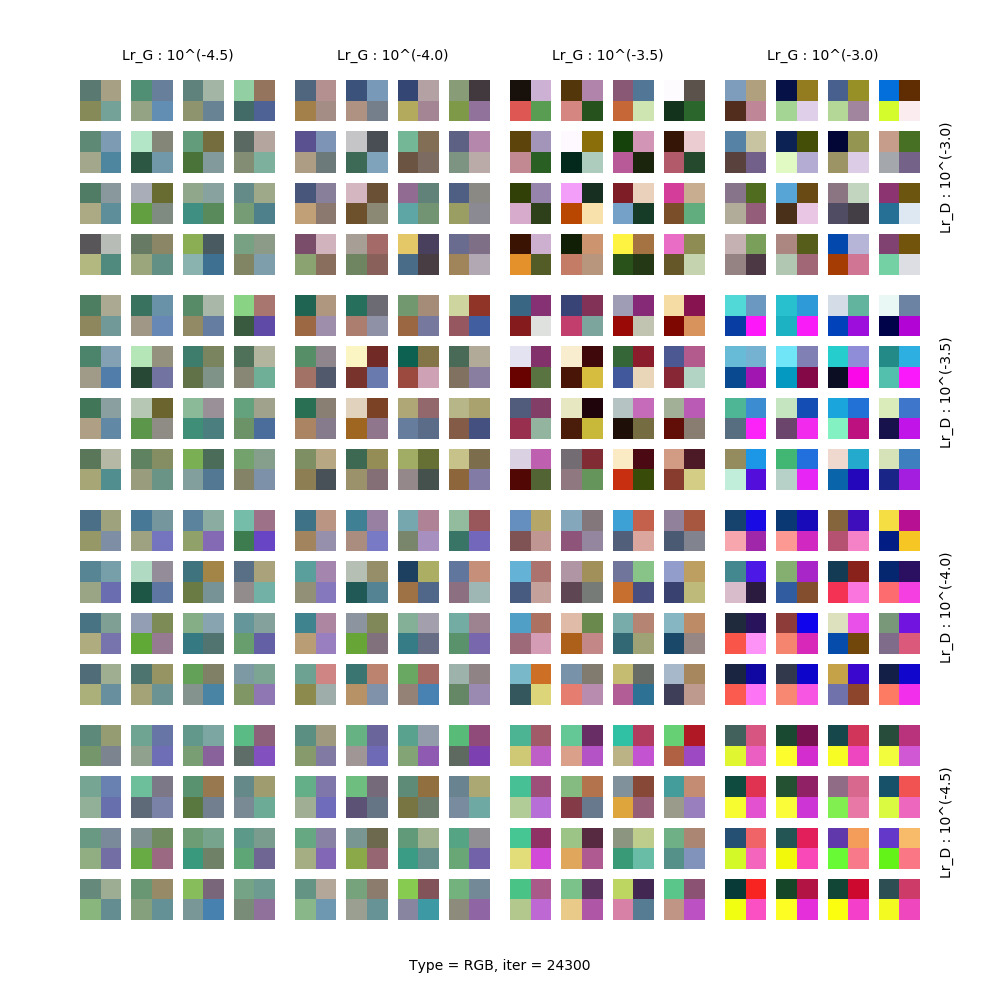 Lr_G : 10^(-4.5)
Lr_G : 10^(-4.0)
Lr_G : 10^(-3.5)
Lr_G : 10^(-3.0)
Lr_D : 10^(-3.0)
Lr_D : 10^(-3.5)
Lr_D : 10^(-4.0)
Lr_D : 10^(-4.5)
Type = RGB, iter = 24300